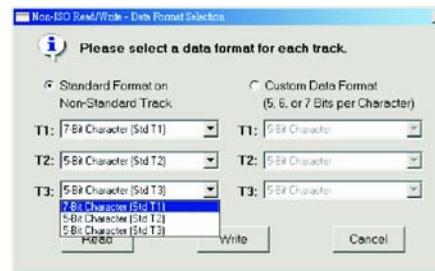 Non-ISO Read/Write - Data Format Selection
Please select a data format for each track.
Standard Format on Non-Standard Track
Custom Data Format (5, 6, or 7 Bits per Character)
T1: 7-Bit Character (Std T1) T1: 5-Bit Character
T2: 5-Bit Character (Std T2) T2: 5-Bit Character
T3: 5-Bit Character (Std T3) T3: 5-Bit Character
7-Bit Character (Std T1)
5-Bit Character (Std T2)
5-Bit Character (Std T3)
Read Write Cancel